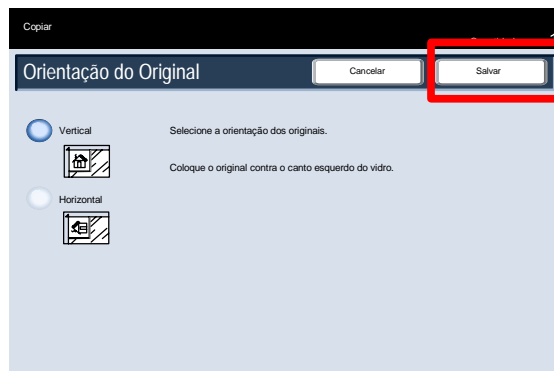 Copiar
Orientação do Original
Cancelar
Salvar
Vertical
Selecione a orientação dos originais.
Coloque o original contra o canto esquerdo do vidro.
Horizontal